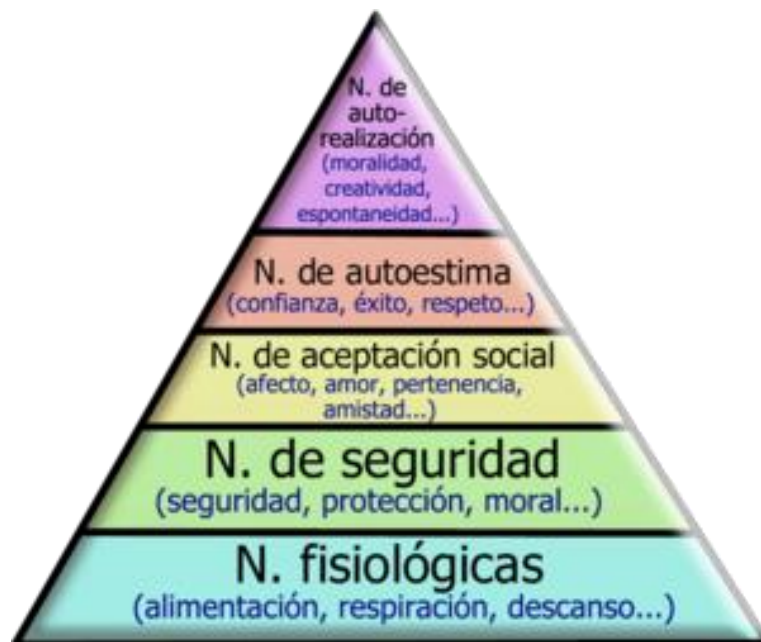 N. de
auto-
realización
(moralidad,
creatividad,
espontaneidad...)
N. de autoestima
(confianza, éxito, respeto...)
N. de aceptación social
(afecto, amor, pertenencia,
amistad...)
N. de seguridad
(seguridad, protección, moral...)
N. fisiológicas
(alimentación, respiración, descanso...)